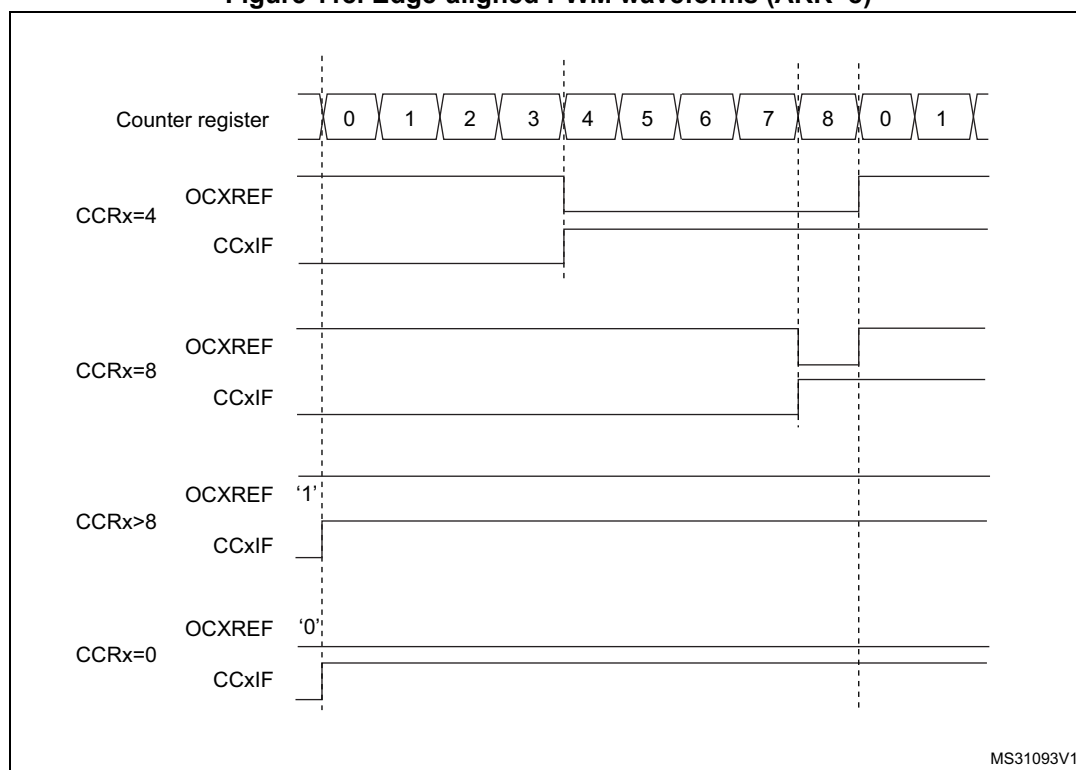 Counter register 0 1 2 3 4 5 6 7 8 0 1
OCXREF
CCRx=4
CCxIF
OCXREF
CCRx=8
CCxIF
OCXREF ‘1’
CCRx>8
CCxIF
OCXREF ‘0’
CCRx=0
CCxIF
MS31093V1